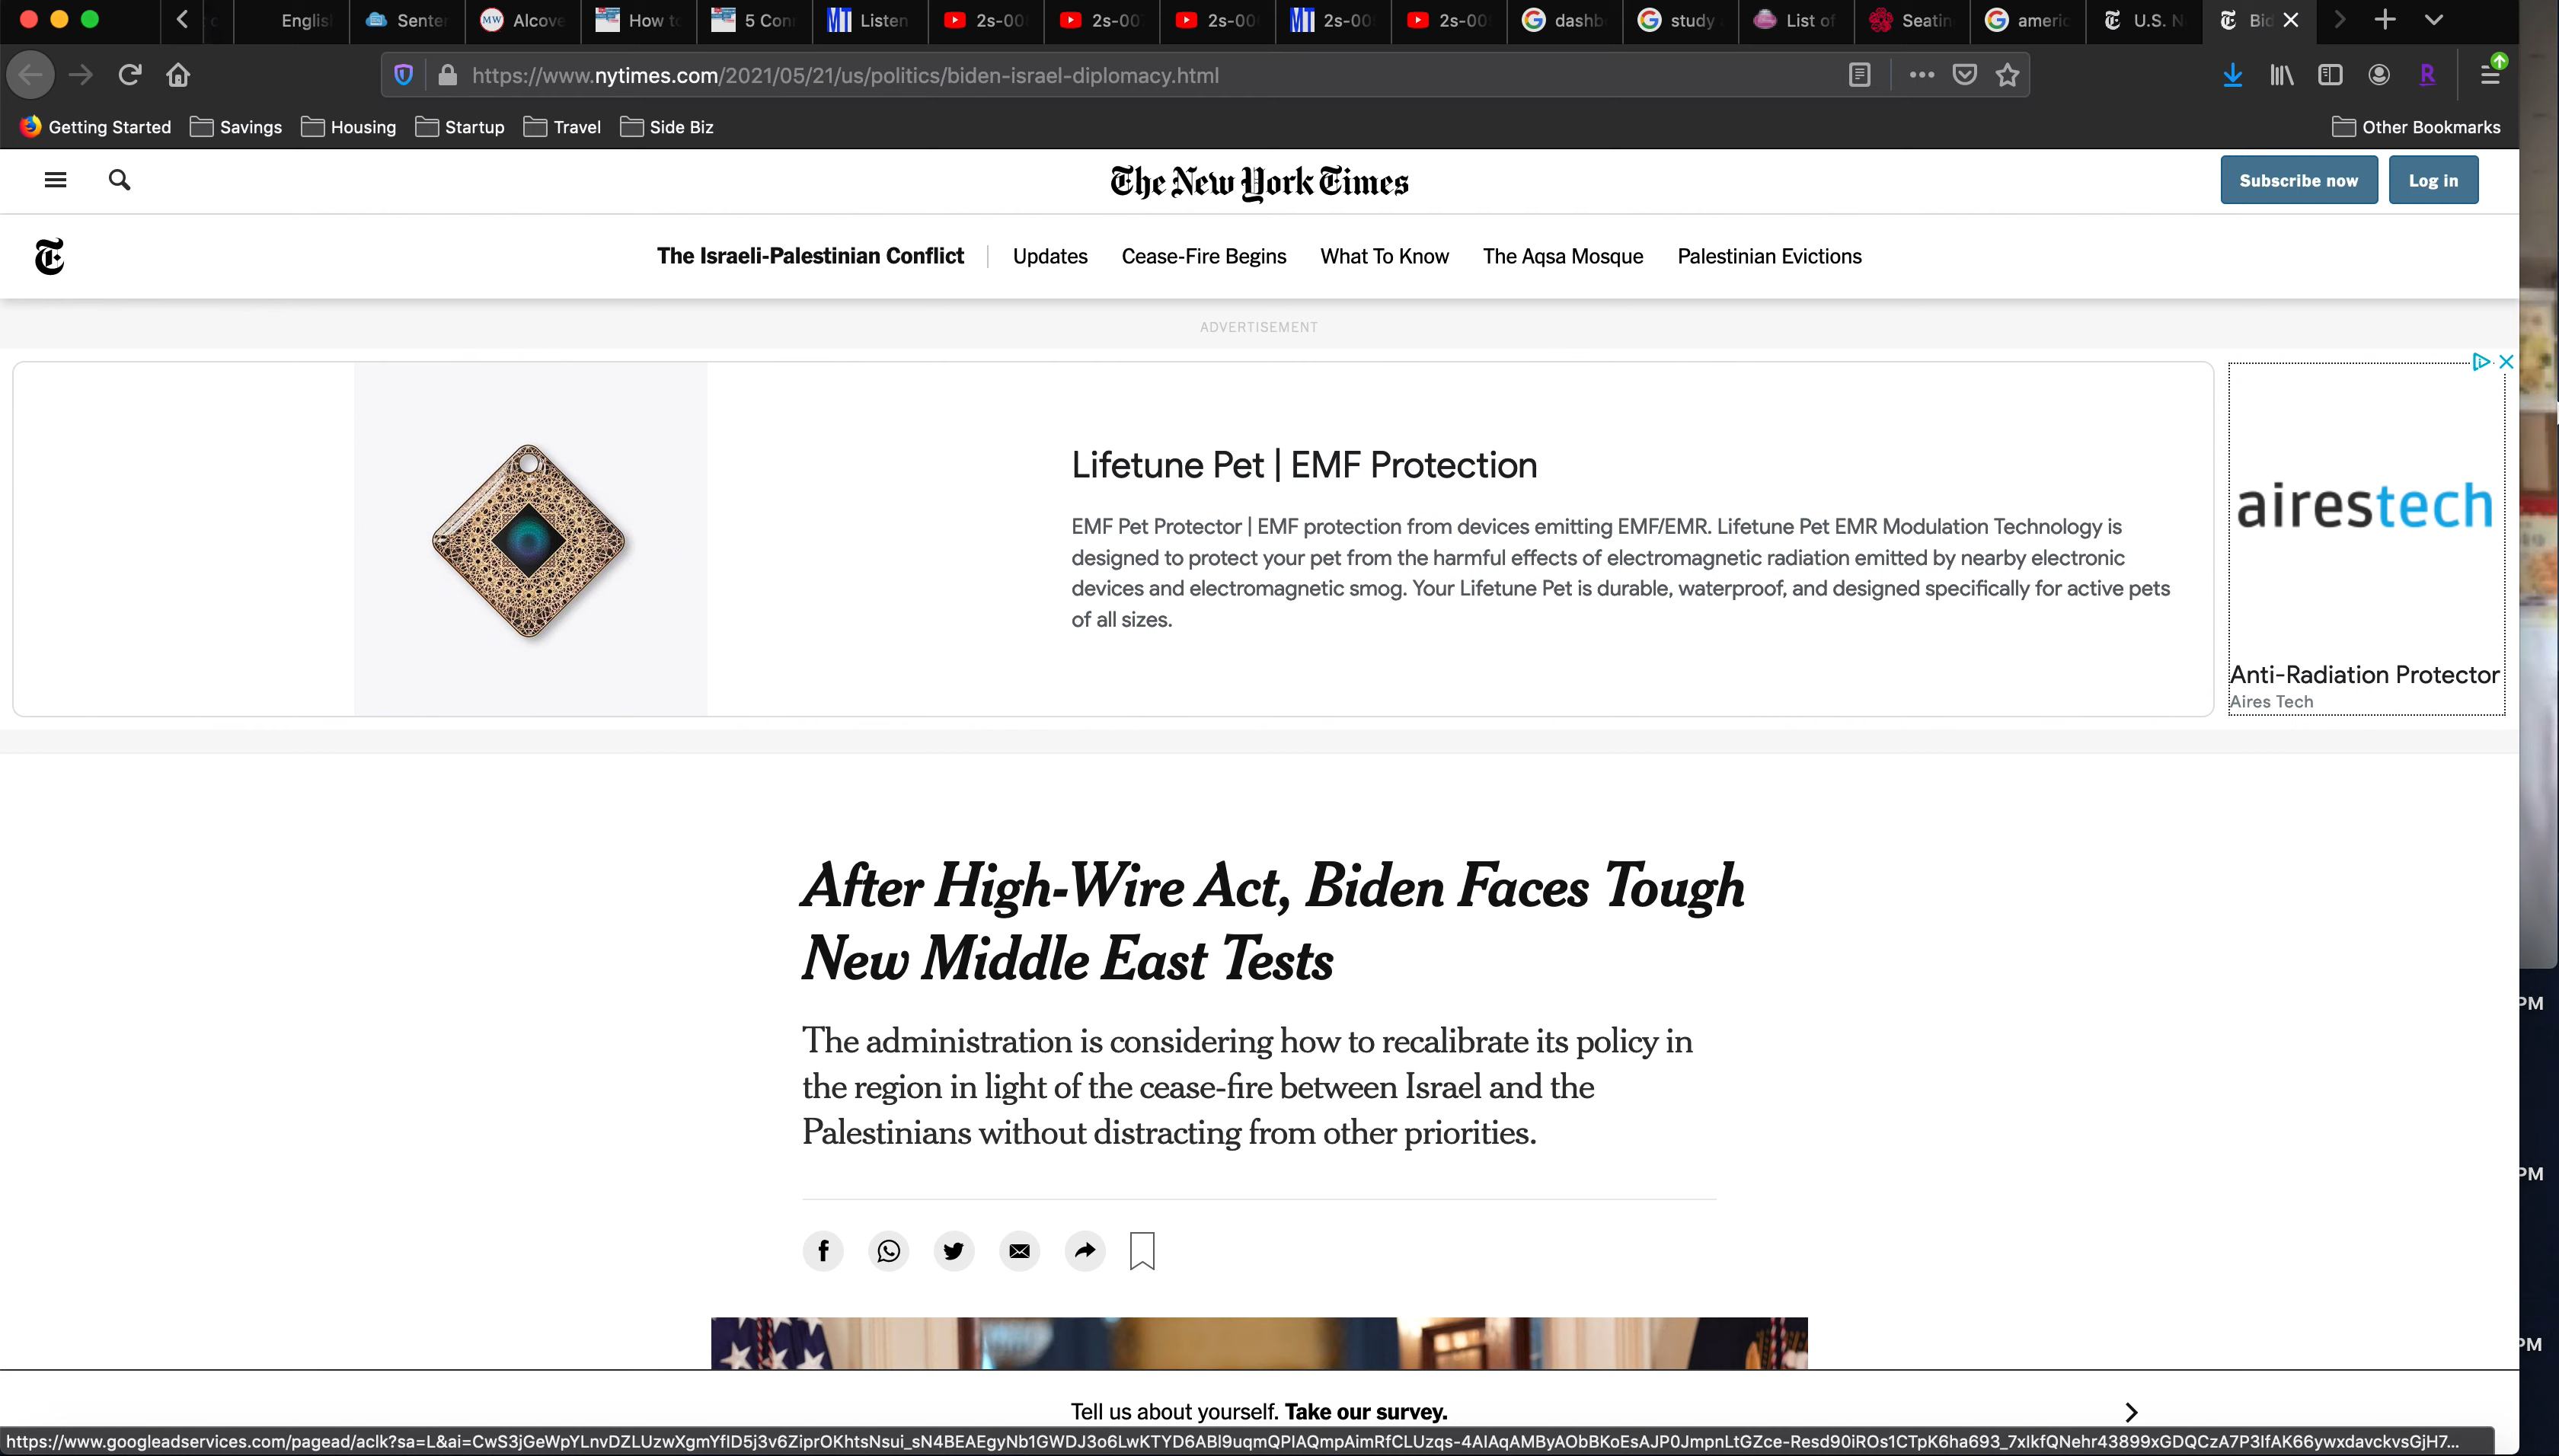 English
Senten
MW Alcove
How to
5 Con
MT Listen
2s-00
2s-00
2s-00
MT 2s-00
2s-00
dashb
study
List of
Seatin
americ
U.S. N
Bid
https://www.nytimes.com/2021/05/21/us/politics/biden-israel-diplomacy.html
Getting Started Savings Housing Startup Travel Side Biz Other Bookmarks
The New York Times
Subscribe now Log in
The Israeli-Palestinian Conflict Updates Cease-Fire Begins What To Know The Aqsa Mosque Palestinian Evictions
ADVERTISEMENT
Lifetune Pet | EMF Protection
EMF Pet Protector | EMF protection from devices emitting EMF/EMR. Lifetune Pet EMR Modulation Technology is
designed to protect your pet from the harmful effects of electromagnetic radiation emitted by nearby electronic
devices and electromagnetic smog. Your Lifetune Pet is durable, waterproof, and designed specifically for active pets
of all sizes.
airestech
Anti-Radiation Protector
Aires Tech
After High-Wire Act, Biden Faces Tough
New Middle East Tests
The administration is considering how to recalibrate its policy in
the region in light of the cease-fire between Israel and the
Palestinians without distracting from other priorities.
PM
PM
PM
Tell us about yourself. Take our survey.